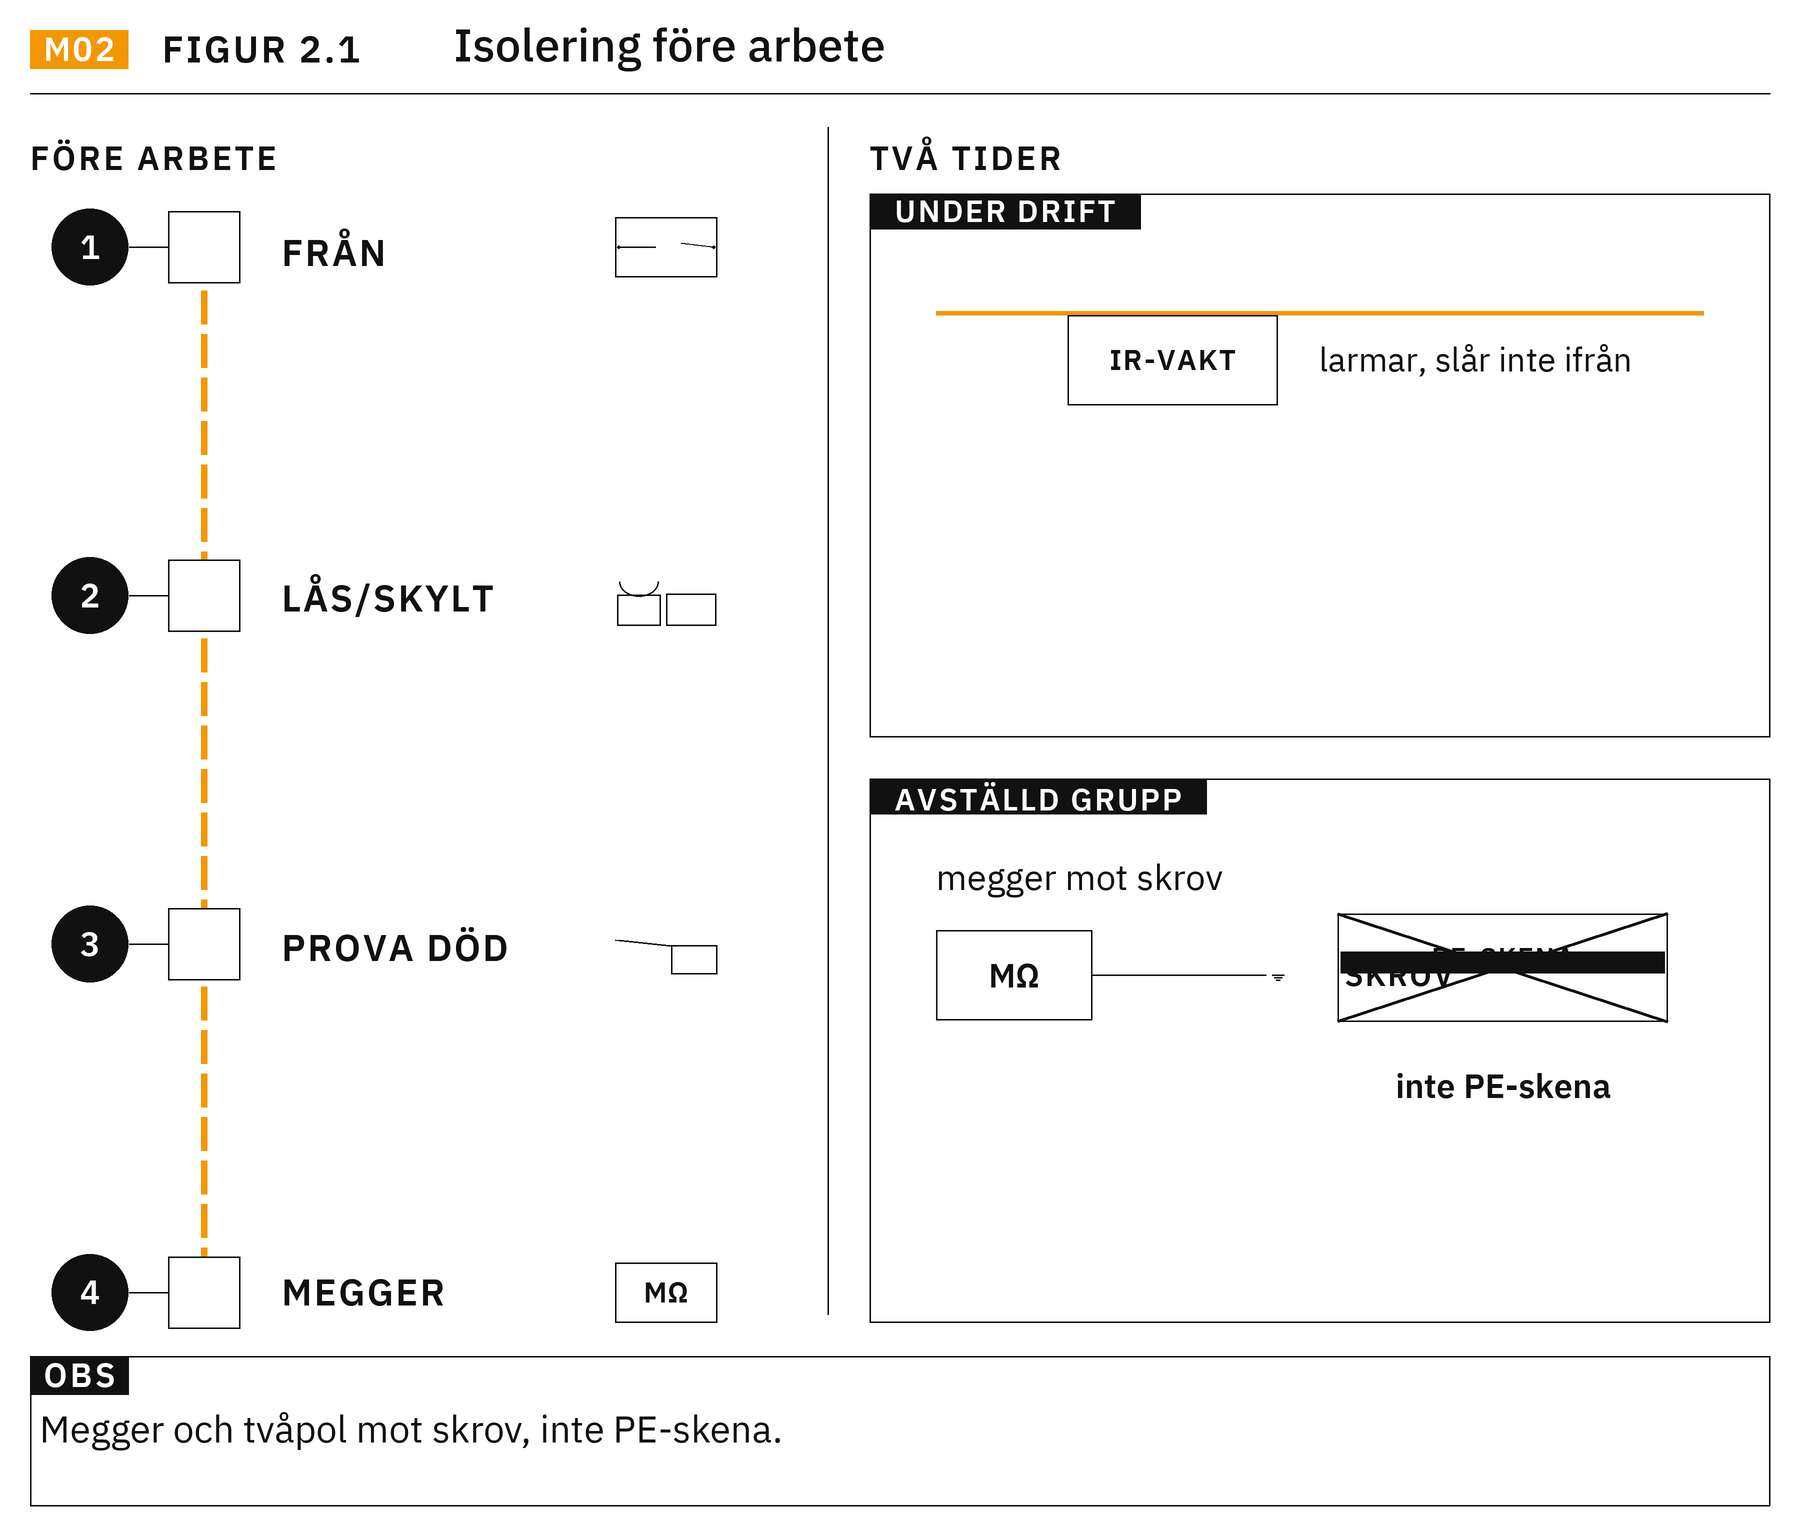 M02 FIGUR 2.1 Isolering före arbete
FÖRE ARBETE
1 FRÅN
2 LÅS/SKYLT
3 PROVA DÖD
4 MEGGER MΩ
TVÅ TIDER
UNDER DRIFT
IR-VAKT larmar, slår inte ifrån
AVSTÄLLD GRUPP
megger mot skrov
MΩ
PE-SKENA
SKROV
inte PE-skena
OBS
Megger och tvåpol mot skrov, inte PE-skena.